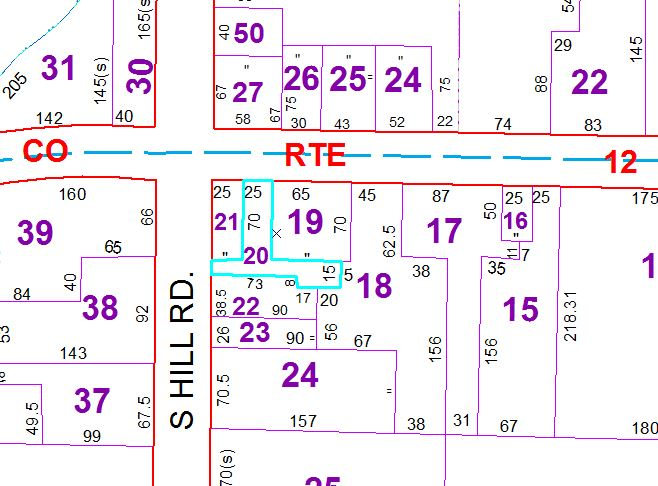 165(s)
54
40 50
29
31 145(s) 30 " 26 25 = 24 75 88 22 145
205 67 27 75
142 40 58 67 30 43 52 22 74 83
CO RTE 12
160 25 25 65 45 87 25 25 175
39 66 21 70 19 70 62.5 17 50 16
65 " 20 " 11 7
40 73 8 15 5 18 38 35
84 38 92 38.5 22 90 17 20 15 218.31 1
53 26 23 90 = 56 67 156 156
143 S HILL RD.
24
37 67.5 70.5 =
49.5 99 157 38 31 67 180
70(s) 25